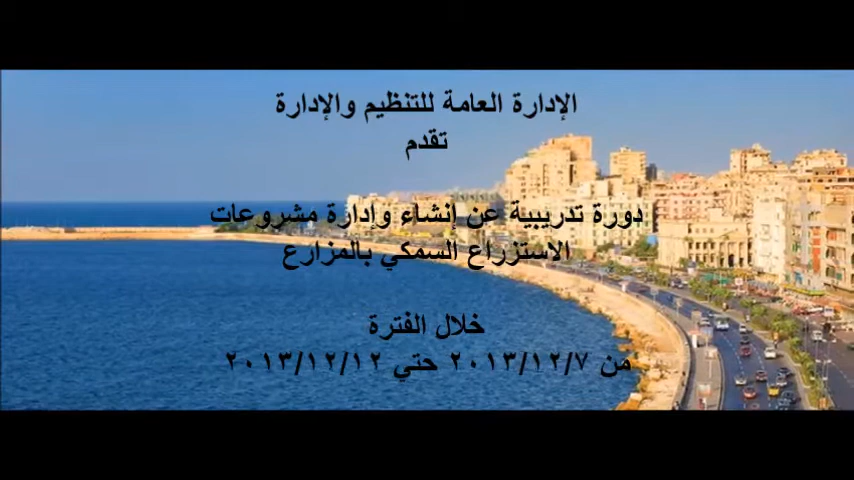 الإدارة العامة للتنظيم والإدارة
تقدم
دورة تدريبية عن إنشاء وإدارة مشروعات
الاستزراع السمكي بالمزارع
خلال الفترة
من ٢٠١٣/١٢/٧ حتي ٢٠١٣/١٢/١٢